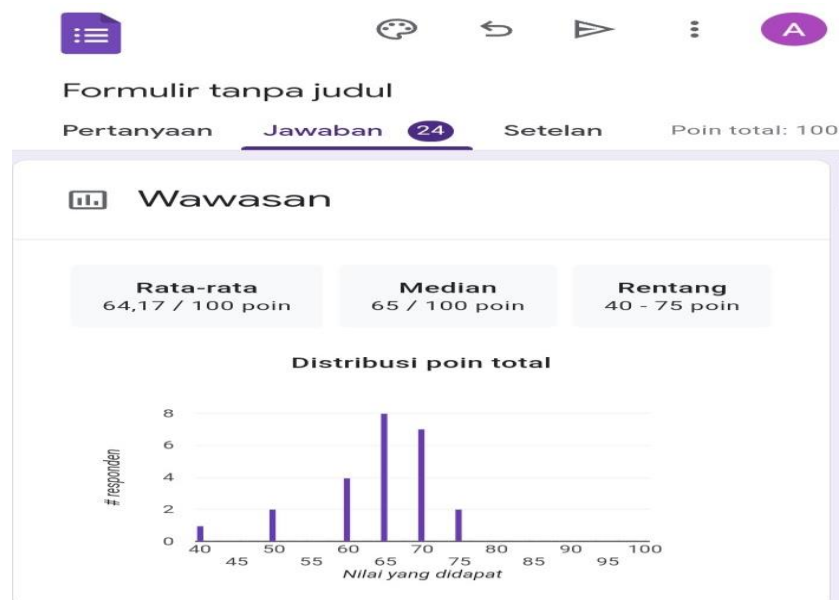 A
Formulir tanpa judul
Pertanyaan Jawaban 24 Setelan Poin total: 100
Wawasan
Rata-rata Median Rentang
64,17 / 100 poin 65 / 100 poin 40 - 75 poin
Distribusi poin total
# responden
8
6
4
2
0
40 50 60 70 80 90 100
45 55 65 75 85 95
Nilai yang didapat